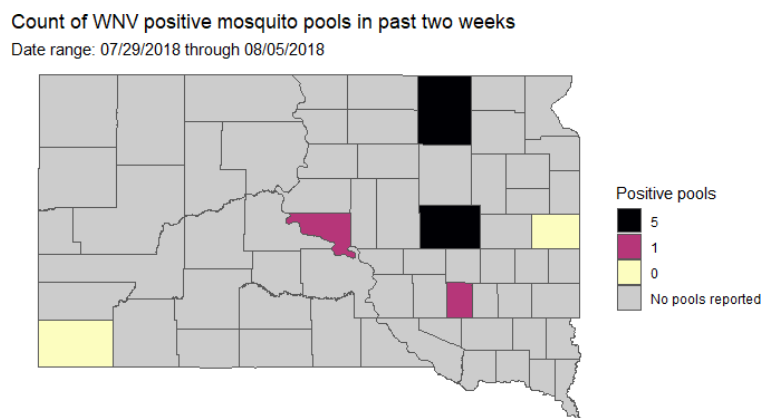 Count of WNV positive mosquito pools in past two weeks
Date range: 07/29/2018 through 08/05/2018
Positive pools
5
1
0
No pools reported